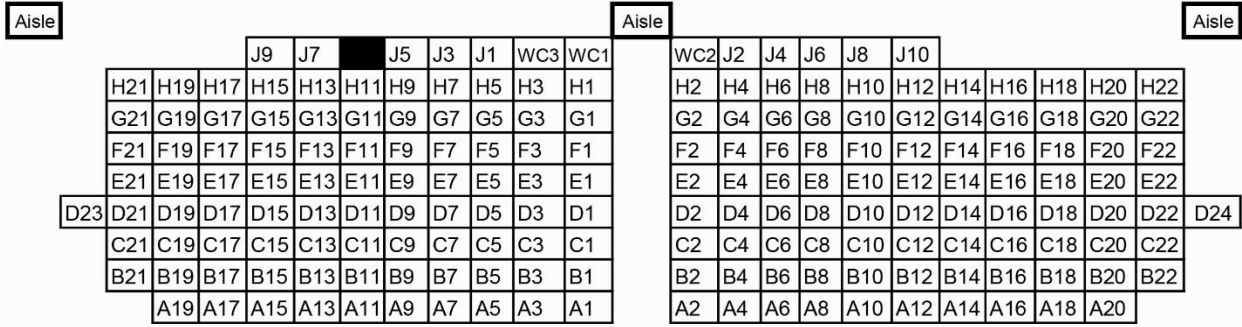 Aisle Aisle Aisle
J9 J7 J5 J3 J1 WC3 WC1 WC2 J2 J4 J6 J8 J10
H21 H19 H17 H15 H13 H11 H9 H7 H5 H3 H1 H2 H4 H6 H8 H10 H12 H14 H16 H18 H20 H22
G21 G19 G17 G15 G13 G11 G9 G7 G5 G3 G1 G2 G4 G6 G8 G10 G12 G14 G16 G18 G20 G22
F21 F19 F17 F15 F13 F11 F9 F7 F5 F3 F1 F2 F4 F6 F8 F10 F12 F14 F16 F18 F20 F22
E21 E19 E17 E15 E13 E11 E9 E7 E5 E3 E1 E2 E4 E6 E8 E10 E12 E14 E16 E18 E20 E22
D23 D21 D19 D17 D15 D13 D11 D9 D7 D5 D3 D1 D2 D4 D6 D8 D10 D12 D14 D16 D18 D20 D22 D24
C21 C19 C17 C15 C13 C11 C9 C7 C5 C3 C1 C2 C4 C6 C8 C10 C12 C14 C16 C18 C20 C22
B21 B19 B17 B15 B13 B11 B9 B7 B5 B3 B1 B2 B4 B6 B8 B10 B12 B14 B16 B18 B20 B22
A19 A17 A15 A13 A11 A9 A7 A5 A3 A1 A2 A4 A6 A8 A10 A12 A14 A16 A18 A20